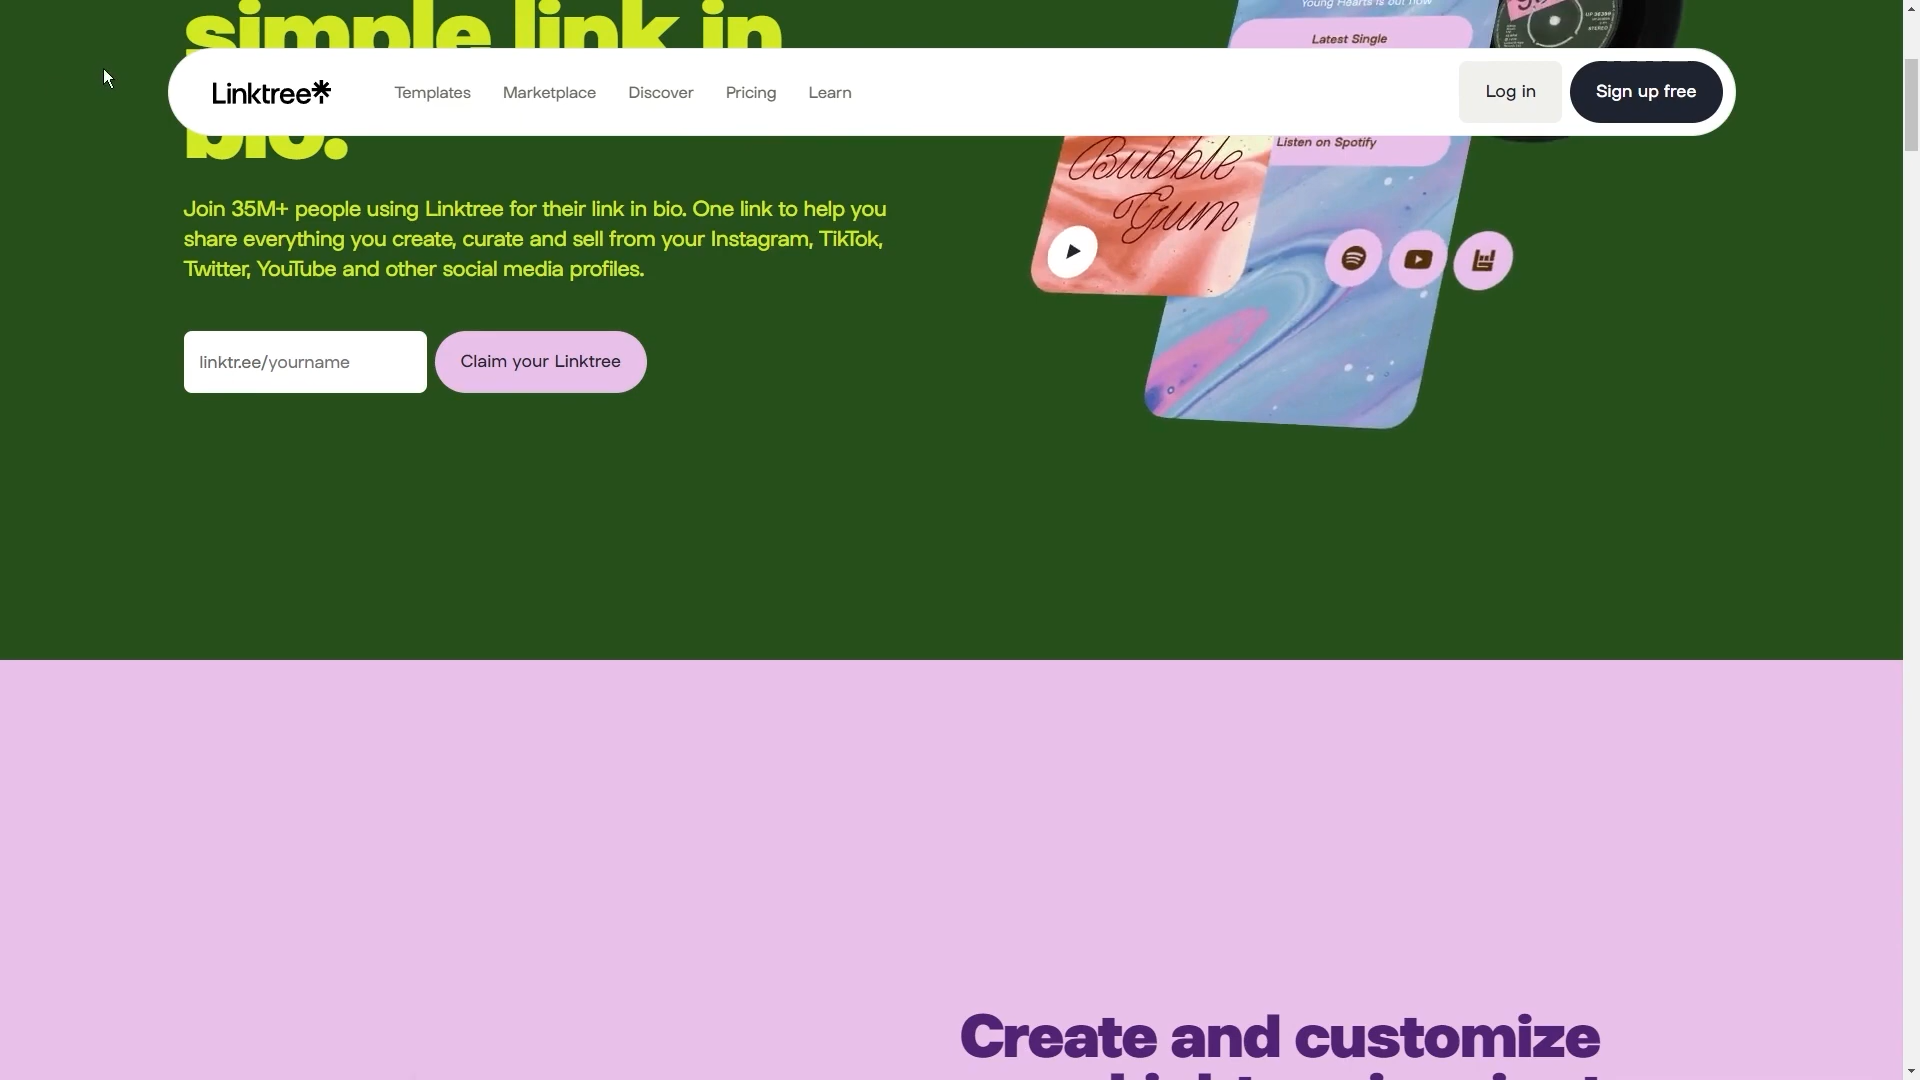 simple link in
bio.
Linktree
Templates
Marketplace
Discover
Pricing
Learn
Log in
Sign up free
Join 35M+ people using Linktree for their link in bio. One link to help you
share everything you create, curate and sell from your Instagram, TikTok,
Twitter, YouTube and other social media profiles.
linktr.ee/yourname
Claim your Linktree
Young Hearts is out now
Latest Single
Listen on Spotify
Bubble
Gum
Create and customize